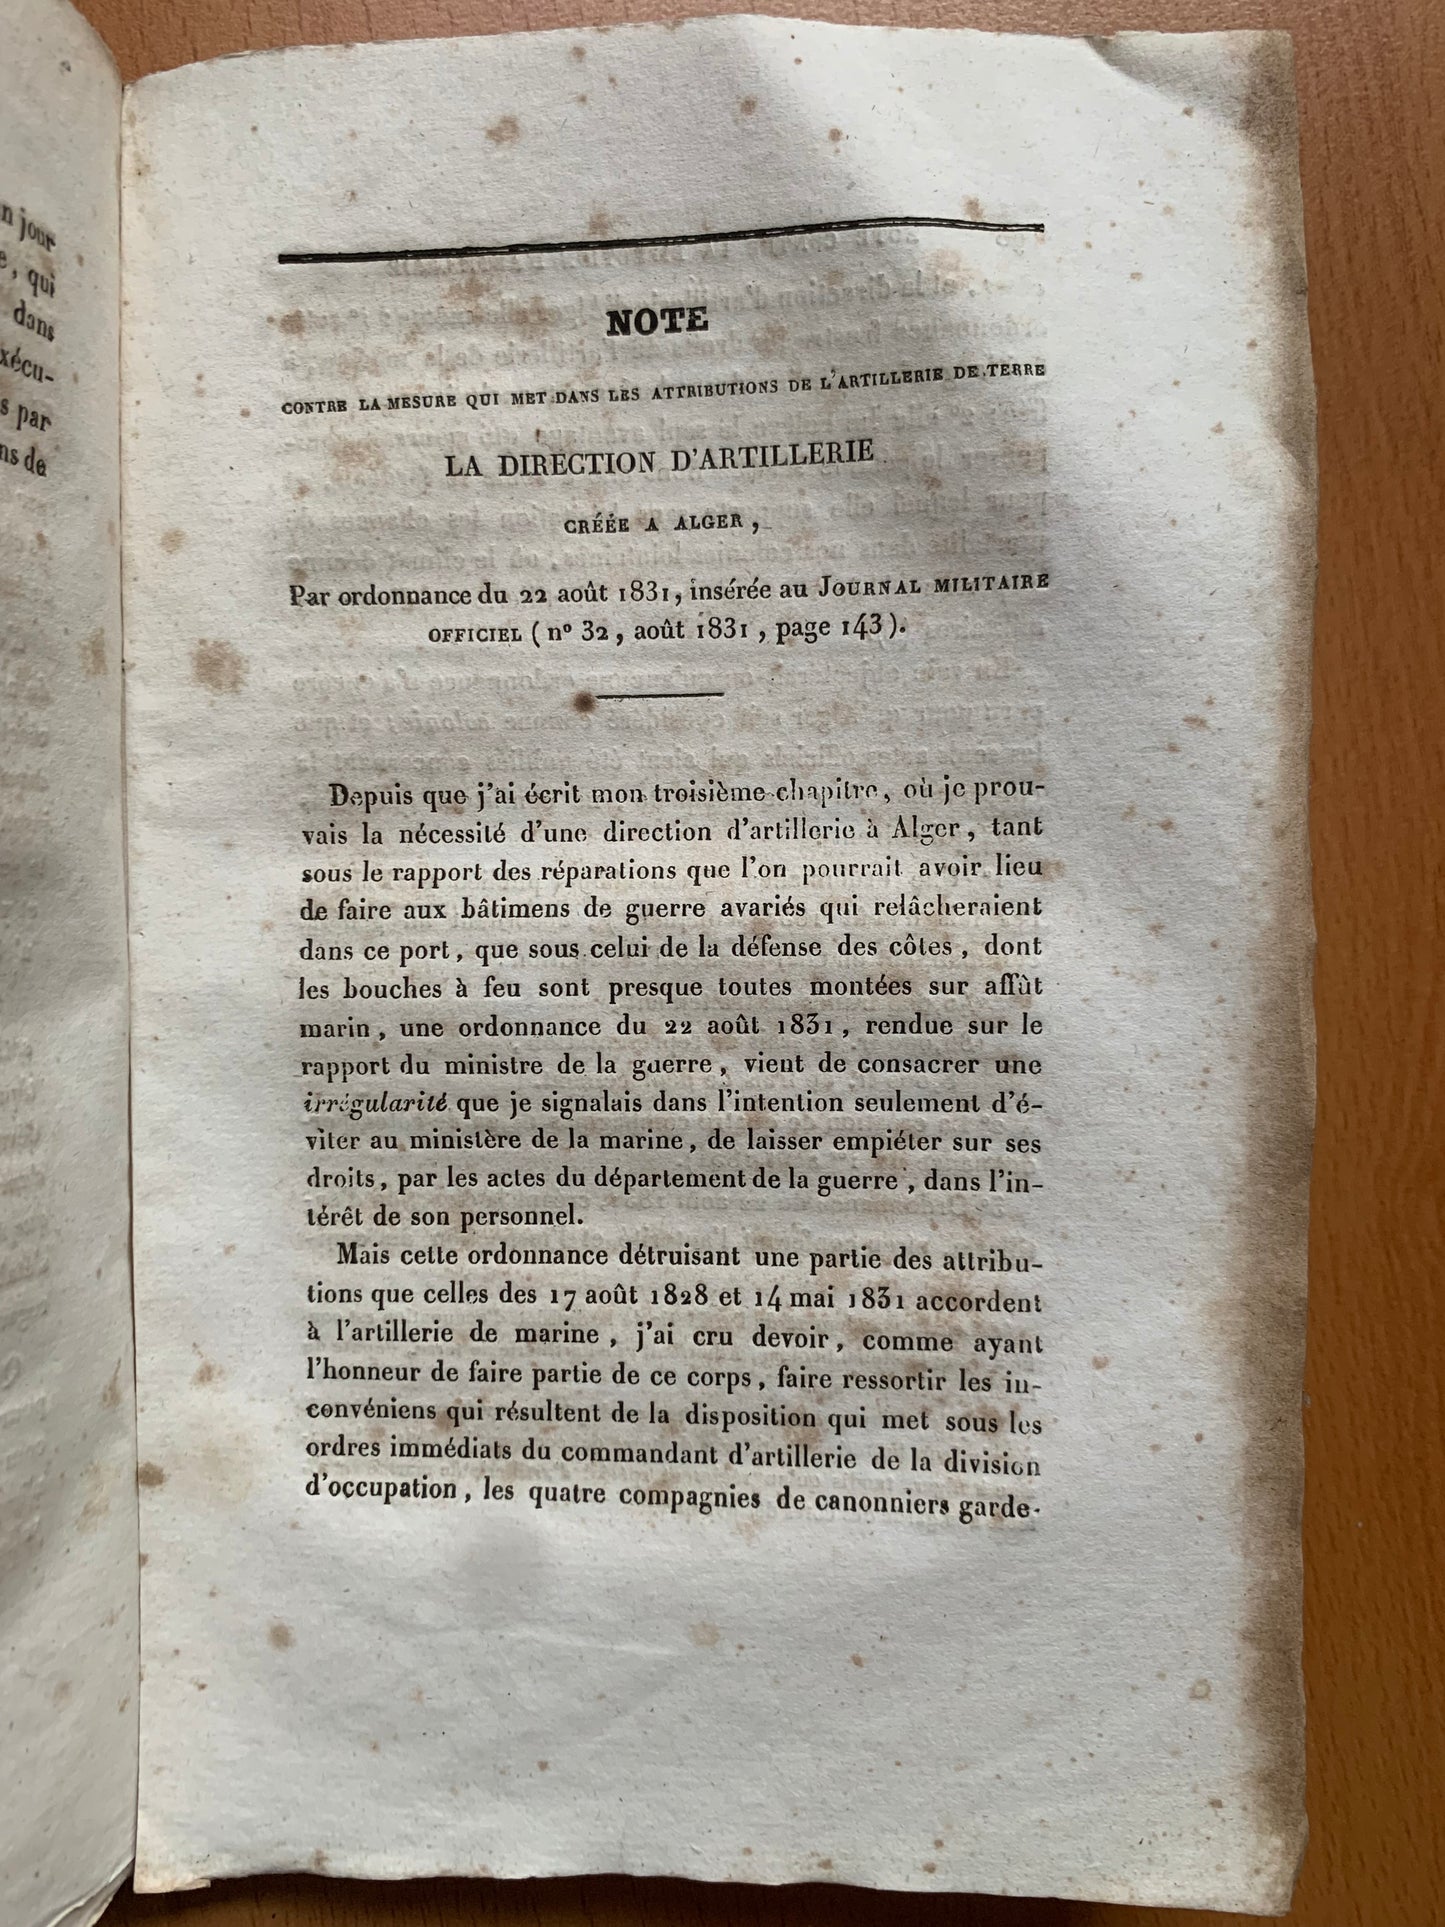 n jour
e, qui
dans
xécu-
s par
ns de
NOTE
CONTRE LA MESURE QUI MET DANS LES ATTRIBUTIONS DE L'ARTILLERIE DE TERRE
LA DIRECTION D'ARTILLERIE
CRÉÉE A ALGER,
Par ordonnance du 22 août 1831, insérée au JOURNAL MILITAIRE
OFFICIEL (nº 32, août 1831, page 143).
Depuis que j'ai écrit mon troisième chapitre, où je prou-
vais la nécessité d'une direction d'artillerie à Alger, tant
sous le rapport des réparations que l'on pourrait avoir lieu
de faire aux bâtimens de guerre avariés qui relâcheraient
dans ce port, que sous celui de la défense des côtes, dont
les bouches à feu sont presque toutes montées sur affût
marin, une ordonnance du 22 août 1831, rendue sur le
rapport du ministre de la guerre, vient de consacrer une
irrégularité que je signalais dans l'intention seulement d'é-
viter au ministère de la marine, de laisser empiéter sur ses
droits, par les actes du département de la guerre, dans l'in-
térêt de son personnel.
Mais cette ordonnance détruisant une partie des attribu-
tions que celles des 17 août 1828 et 14 mai 1831 accordent
à l'artillerie de marine, j'ai cru devoir, comme ayant
l'honneur de faire partie de ce corps, faire ressortir les in-
convéniens qui résultent de la disposition qui met sous les
ordres immédiats du commandant d'artillerie de la division
d'occupation, les quatre compagnies de canonniers garde-